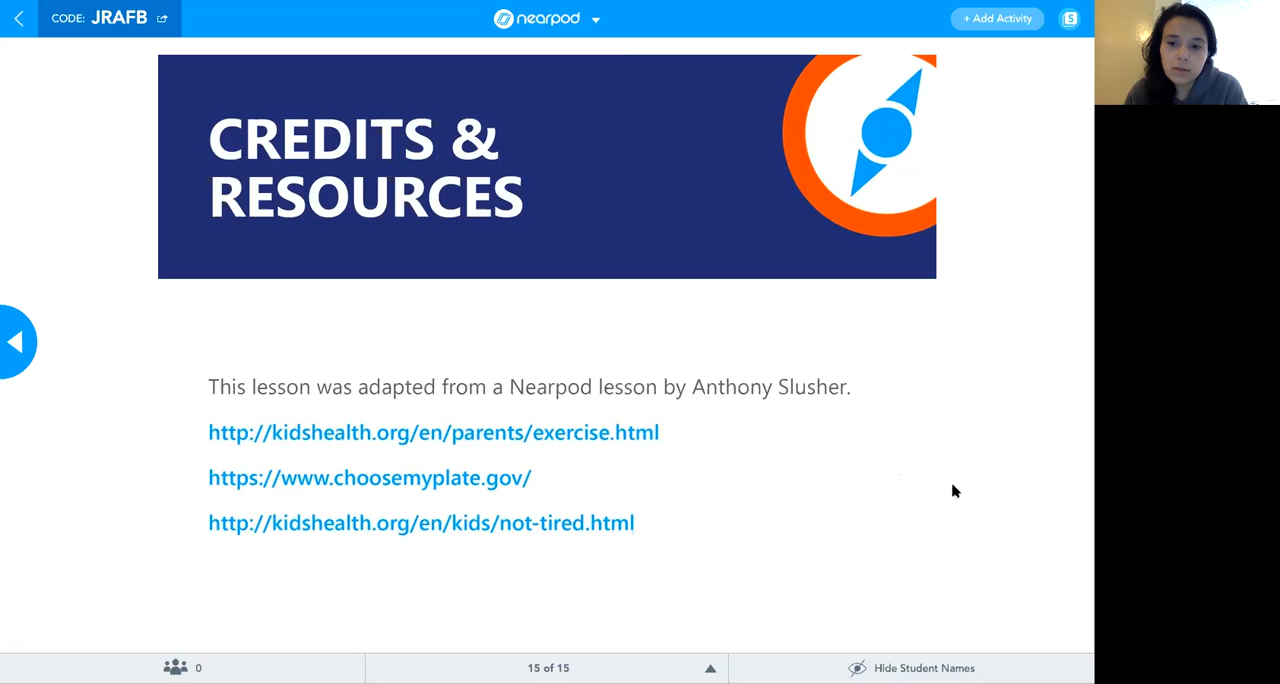 CODE: JRAFB
nearpod
+ Add Activity
S
CREDITS &
RESOURCES
This lesson was adapted from a Nearpod lesson by Anthony Slusher.
http://kidshealth.org/en/parents/exercise.html
https://www.choosemyplate.gov/
http://kidshealth.org/en/kids/not-tired.html
0
15 of 15
Hide Student Names